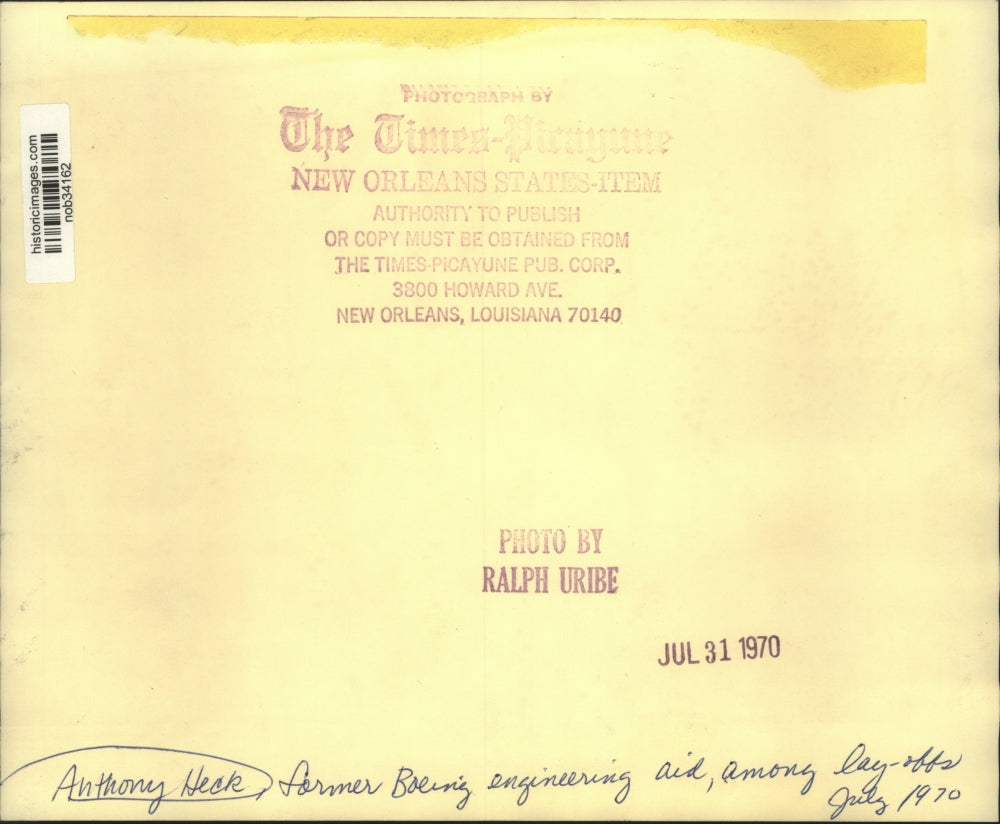 PHOTOGRAPH BY
The Times-Picayune
NEW ORLEANS STATES-ITEM
AUTHORITY TO PUBLISH
OR COPY MUST BE OBTAINED FROM
THE TIMES-PICAYUNE PUB. CORP.
3800 HOWARD AVE.
NEW ORLEANS, LOUISIANA 70140
historicimages.com
nob34162
PHOTO BY
RALPH URIBE
JUL 31 1970
Anthony Heck, former Boeing engineering aid, among lay-offs
July 1970